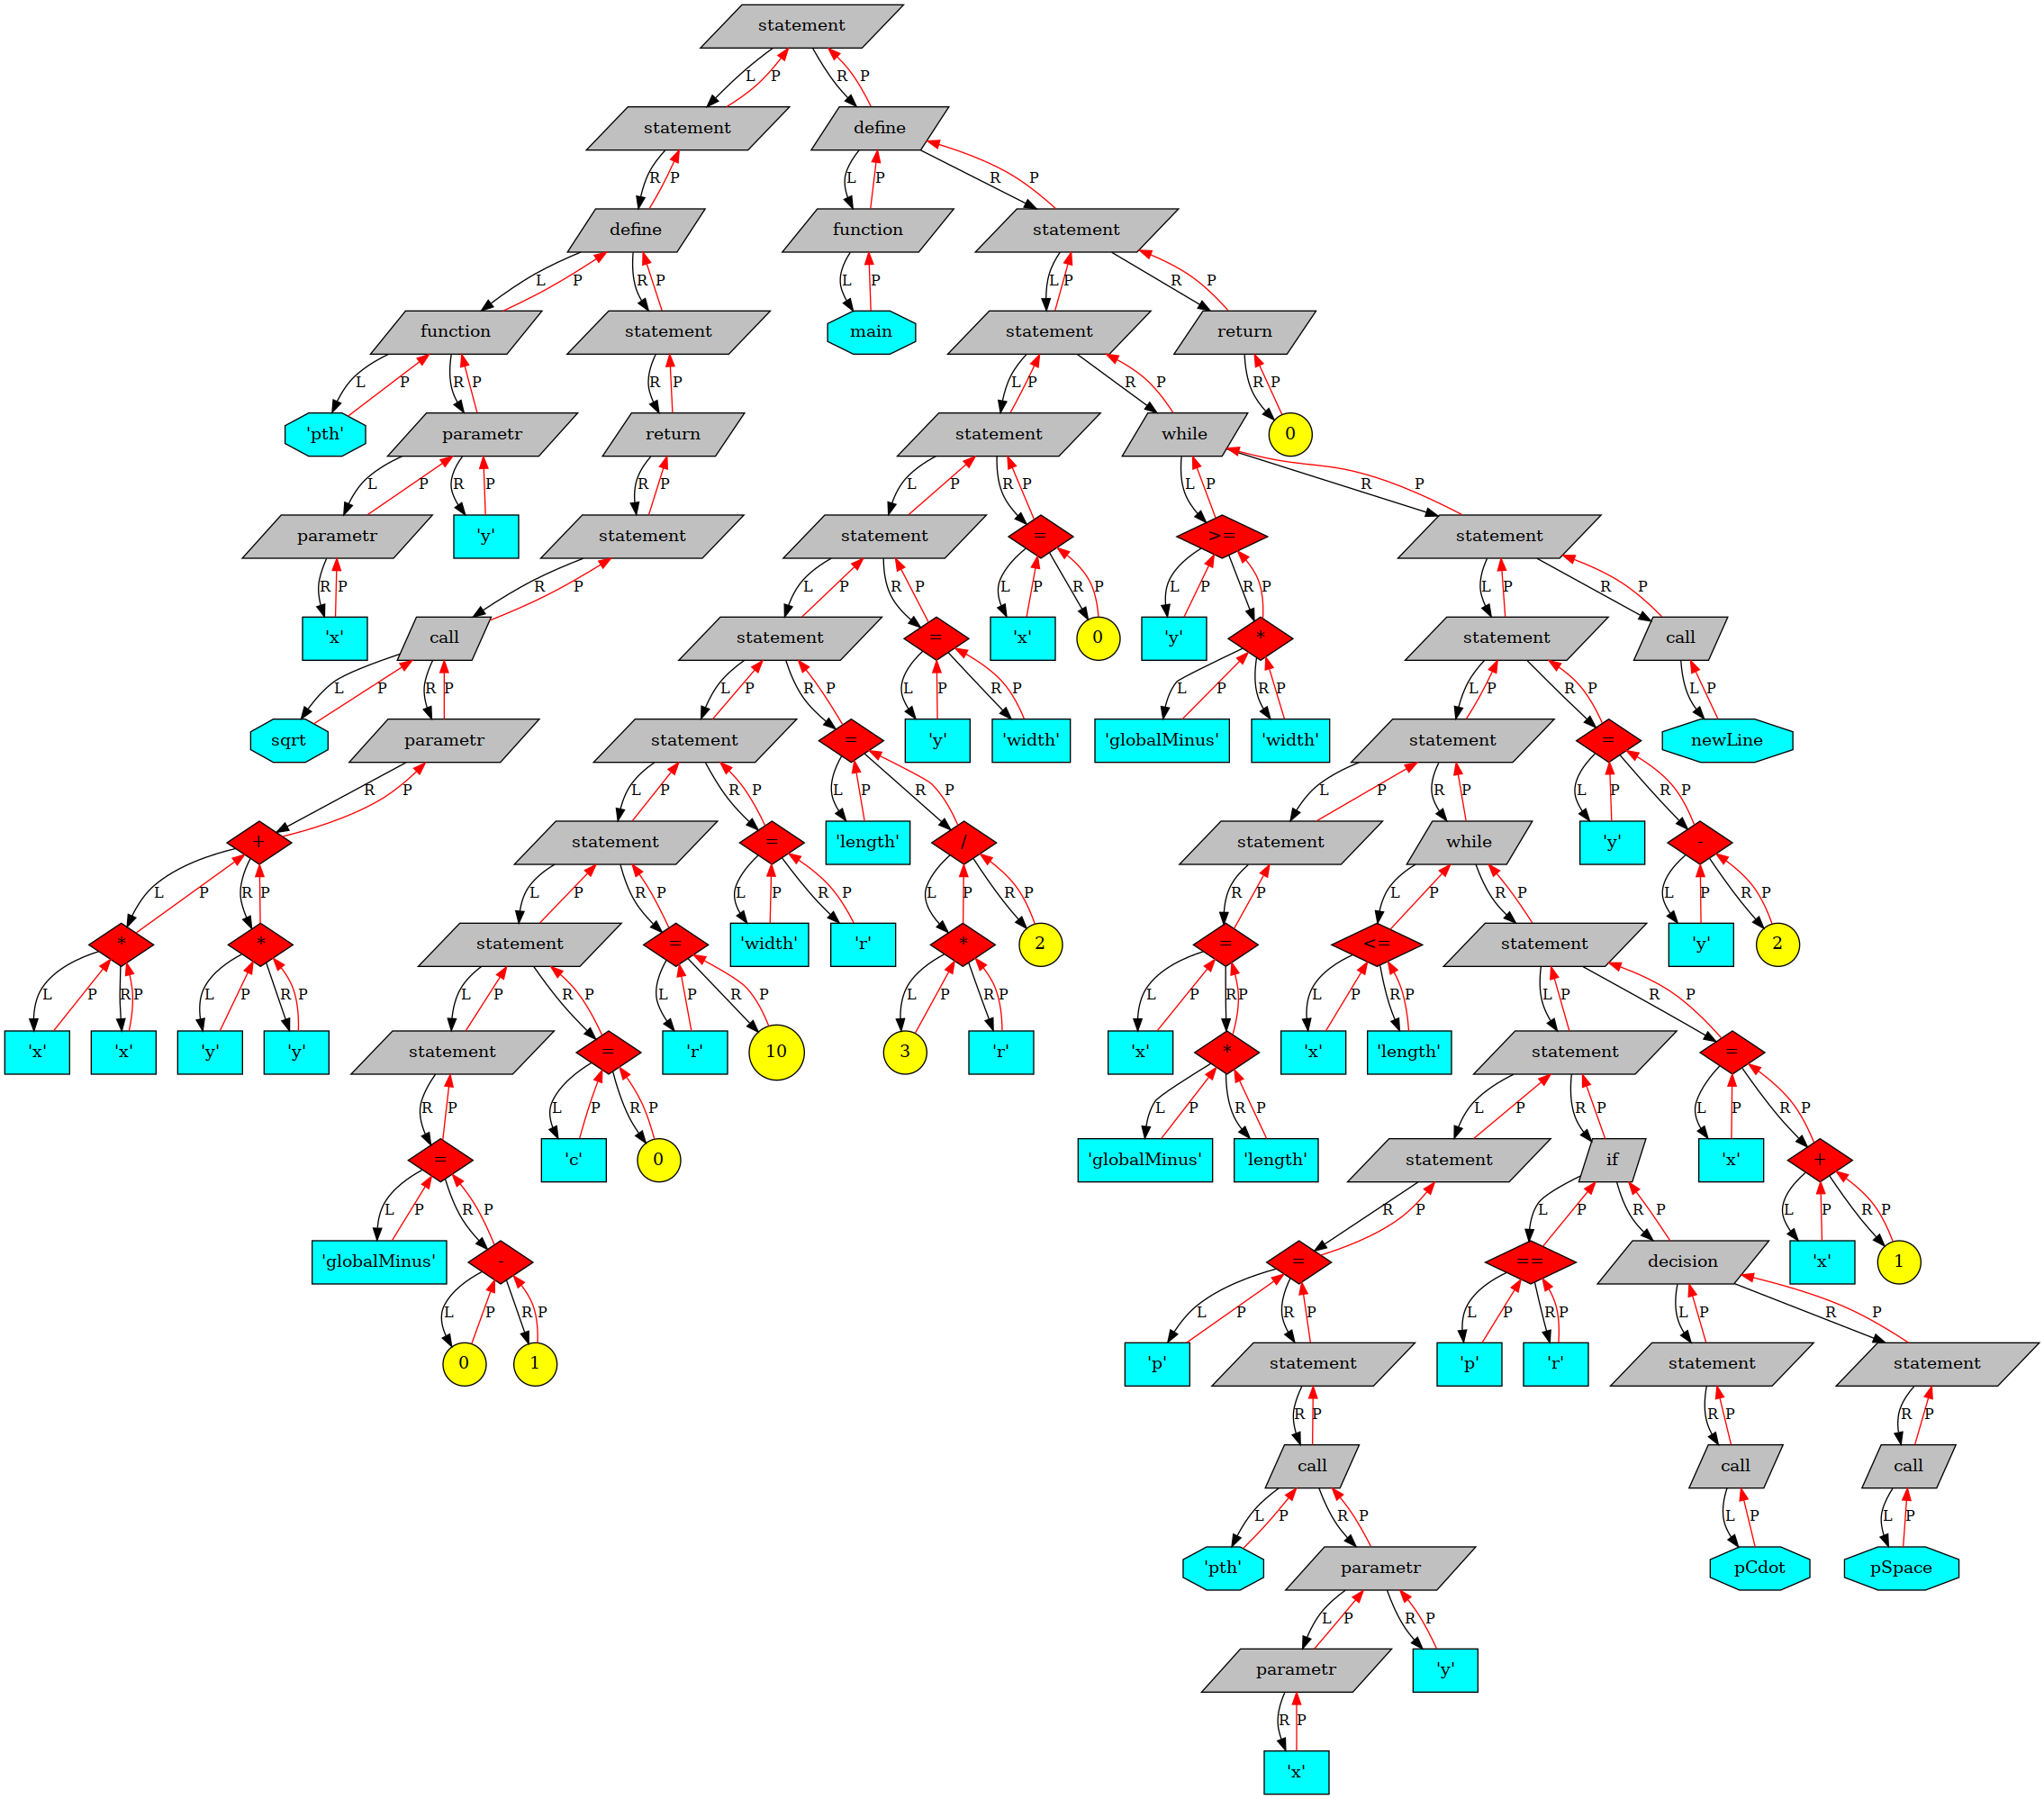 statement
L P R P
statement define
R P L P R P
define function statement
L P R P L P L P R P
function statement main statement return
L P R P R P L P R P R P
'pth' parametr return statement while 0
L P R P R P L P R P L P R P
parametr 'y' statement statement = >= statement
R P R P L P R P L P R P L P R P L P R P
'x' call statement = 'x' 0 'y' * statement call
L P R P L P R P L P R P L P R P L P R P L P
sqrt parametr statement = 'y' 'width' 'globalMinus' 'width' statement = newLine
R P L P R P L P R P L P R P L P R P
+ statement = 'length' / statement while 'y' -
L P R P L P R P L P R P L P R P R P L P R P L P R P
* * statement = 'width' 'r' * 2 = <= statement 'y' 2
L P R P L P R P L P R P L P R P L P R P L P R P L P R P L P R P
'x' 'x' 'y' 'y' statement = 'r' 10 3 'r' 'x' * 'x' 'length' statement =
R P L P R P L P R P L P R P L P R P
= 'c' 0 'globalMinus' 'length' statement if 'x' +
L P R P R P L P R P L P R P
'globalMinus' - = == decision 'x' 1
L P R P L P R P L P R P L P R P
0 1 'p' statement 'p' 'r' statement statement
R P R P R P
call call call
L P R P L P L P
'pth' parametr pCdot pSpace
L P R P
parametr 'y'
R P
'x'